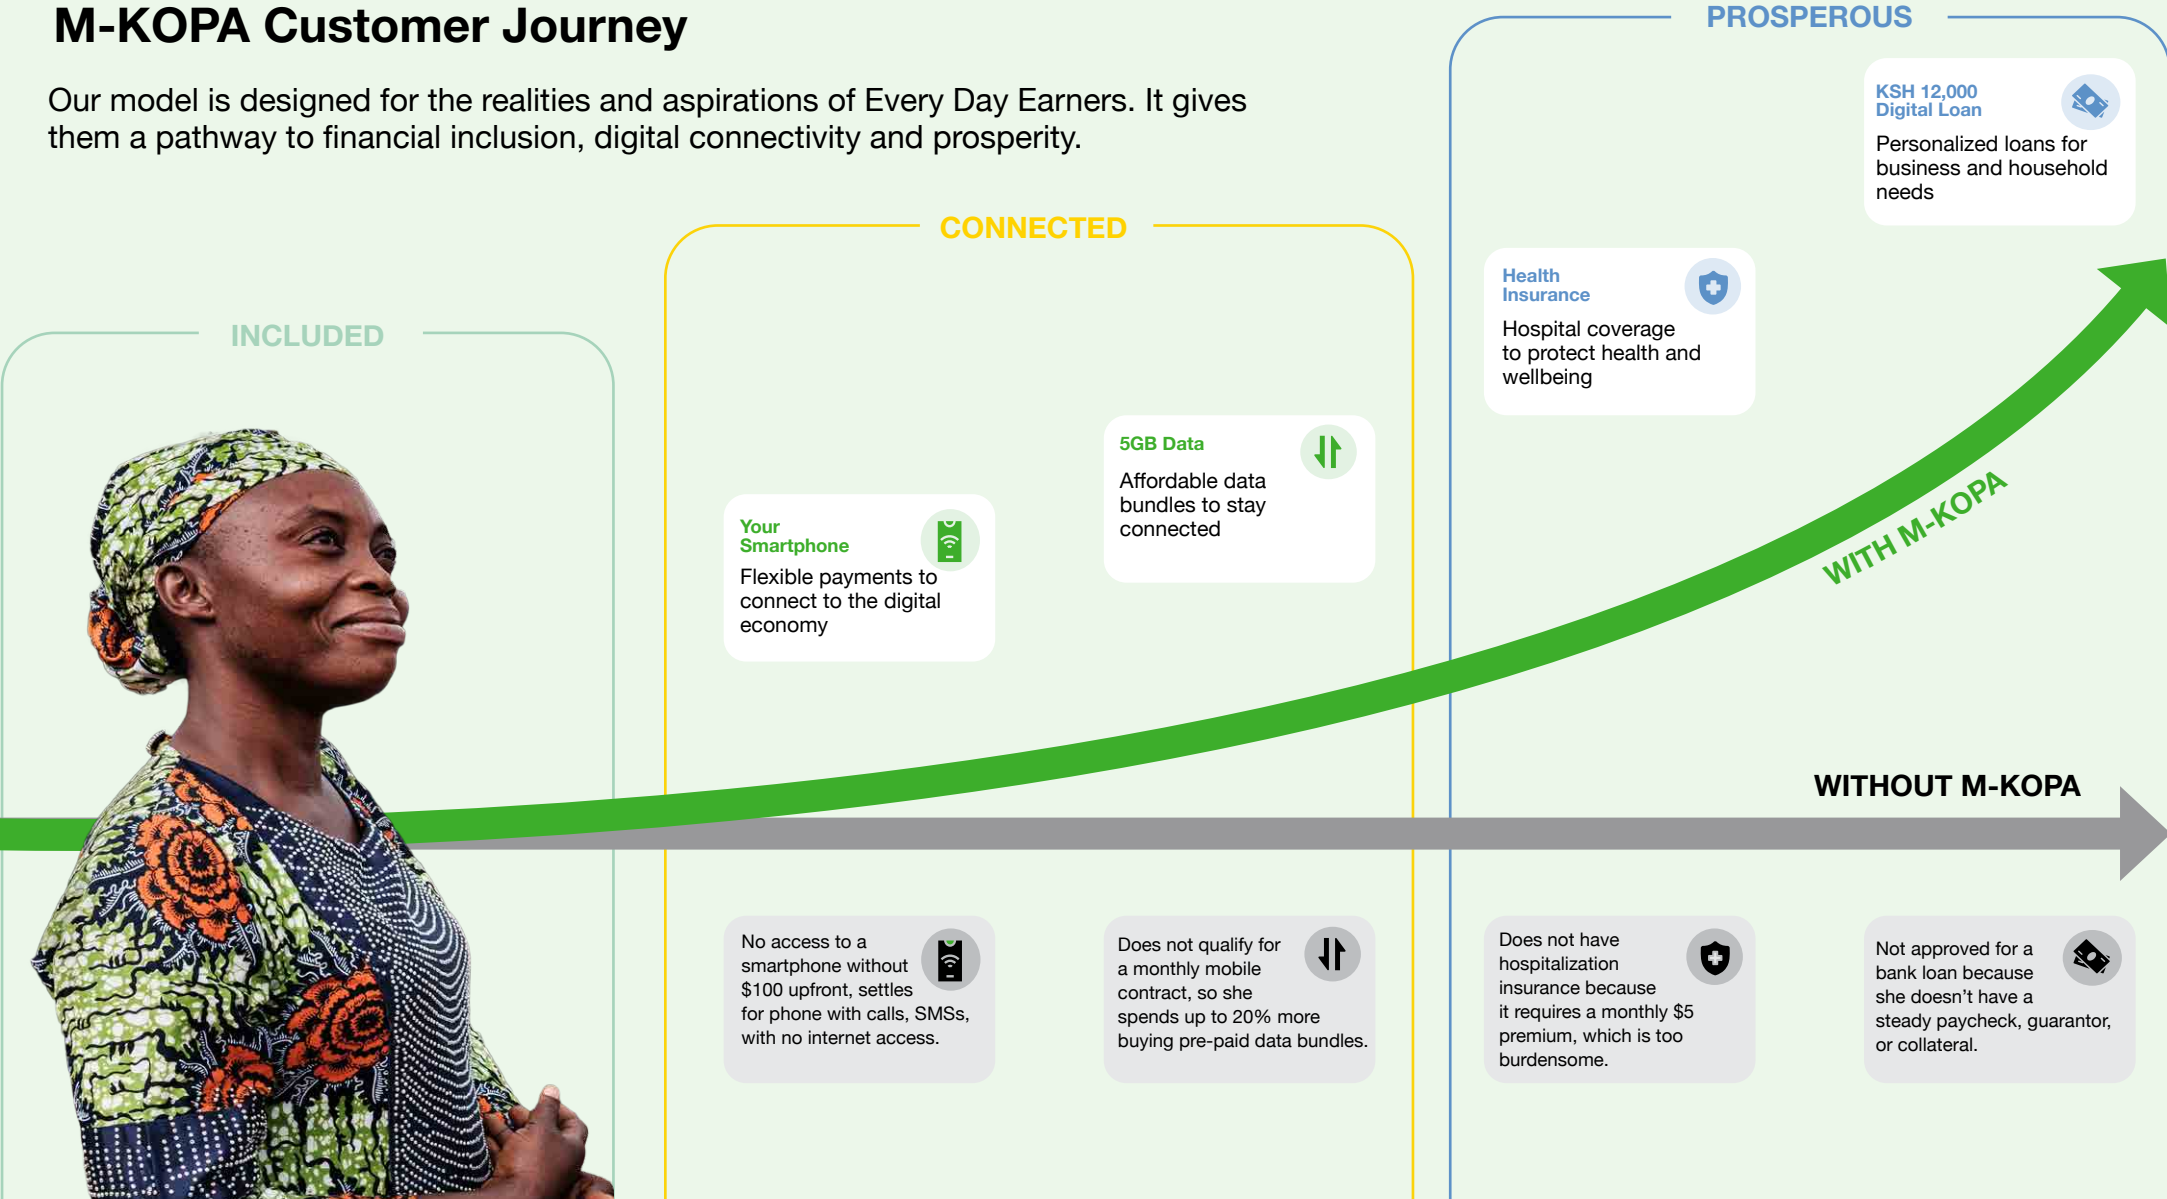 M-KOPA Customer Journey
Our model is designed for the realities and aspirations of Every Day Earners. It gives
them a pathway to financial inclusion, digital connectivity and prosperity.
INCLUDED
CONNECTED
Your
Smartphone
Flexible payments to
connect to the digital
economy
5GB Data
Affordable data
bundles to stay
connected
PROSPEROUS
Health
Insurance
Hospital coverage
to protect health and
wellbeing
KSH 12,000
Digital Loan
Personalized loans for
business and household
needs
WITH M-KOPA
WITHOUT M-KOPA
No access to a
smartphone without
$100 upfront, settles
for phone with calls, SMSs,
with no internet access.
Does not qualify for
a monthly mobile
contract, so she
spends up to 20% more
buying pre-paid data bundles.
Does not have
hospitalization
insurance because
it requires a monthly $5
premium, which is too
burdensome.
Not approved for a
bank loan because
she doesn’t have a
steady paycheck, guarantor,
or collateral.